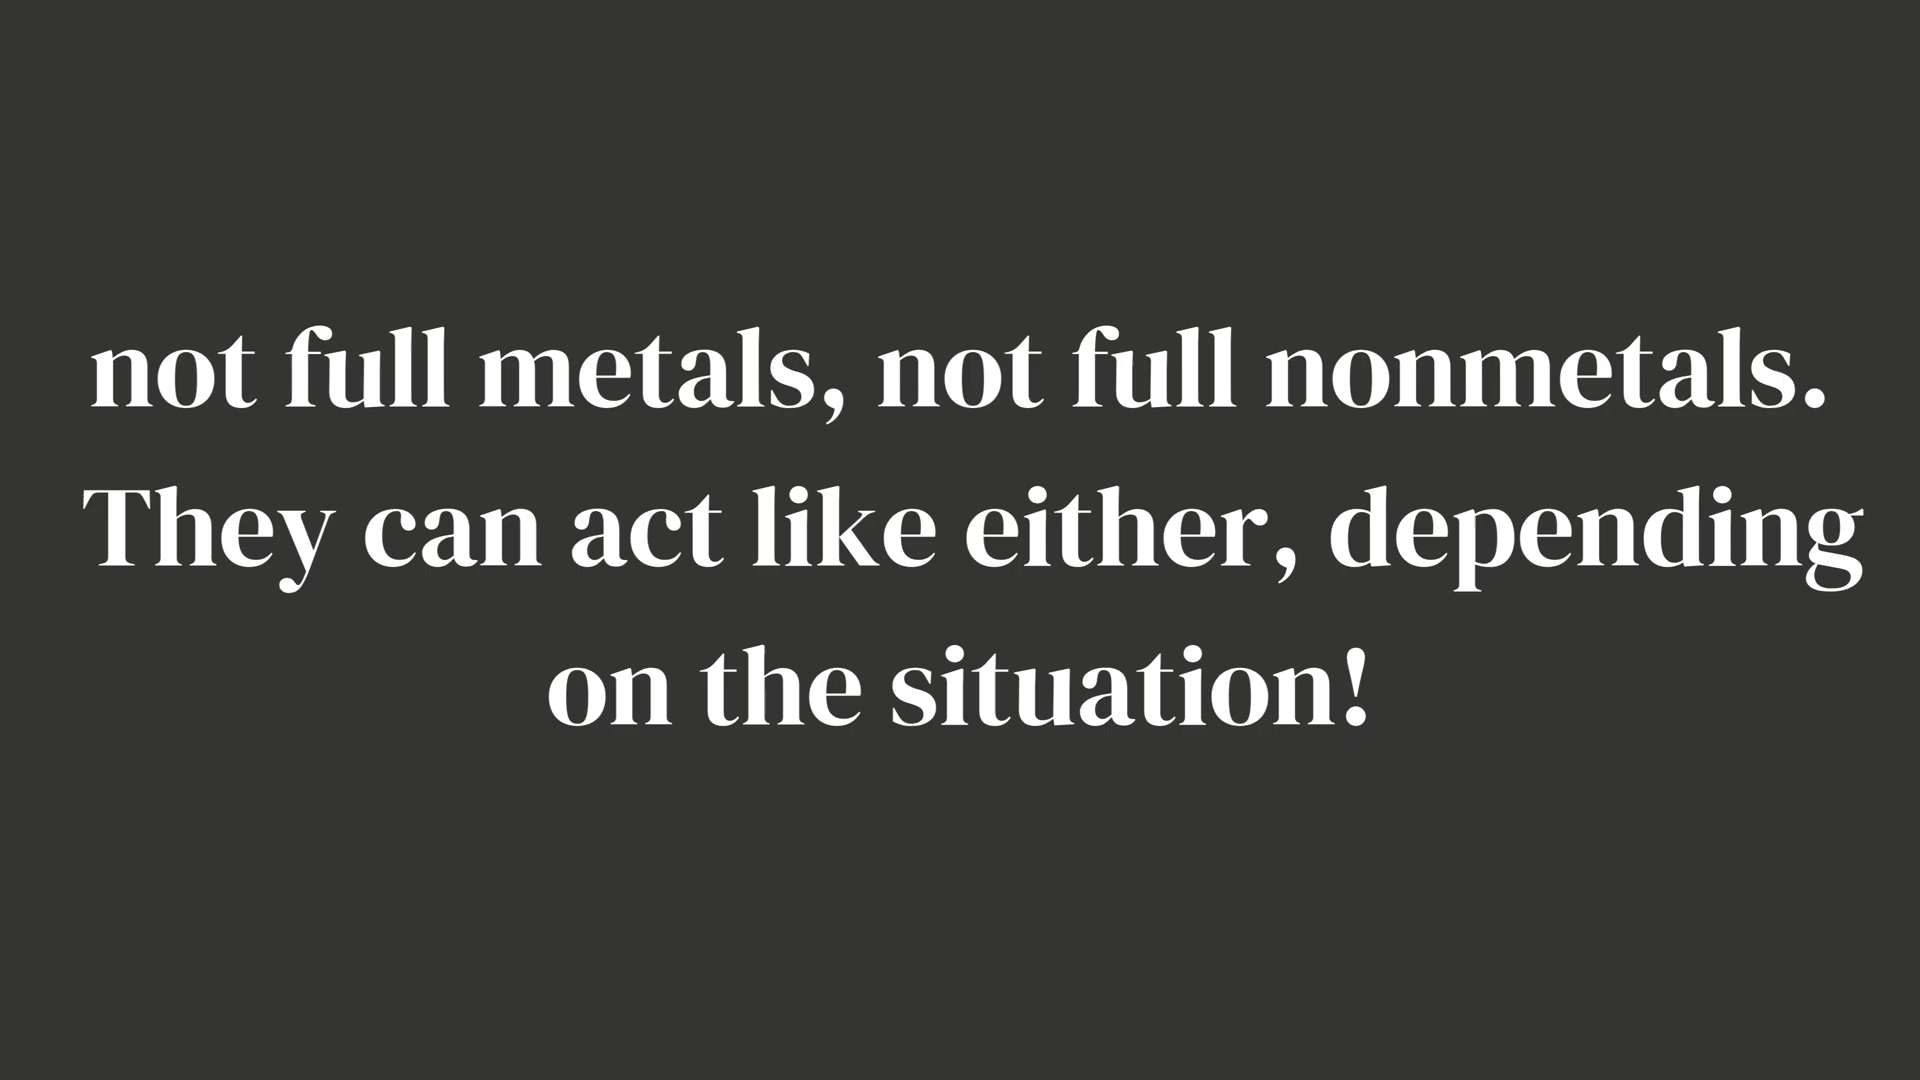 not full metals, not full nonmetals.
They can act like either, depending
on the situation!